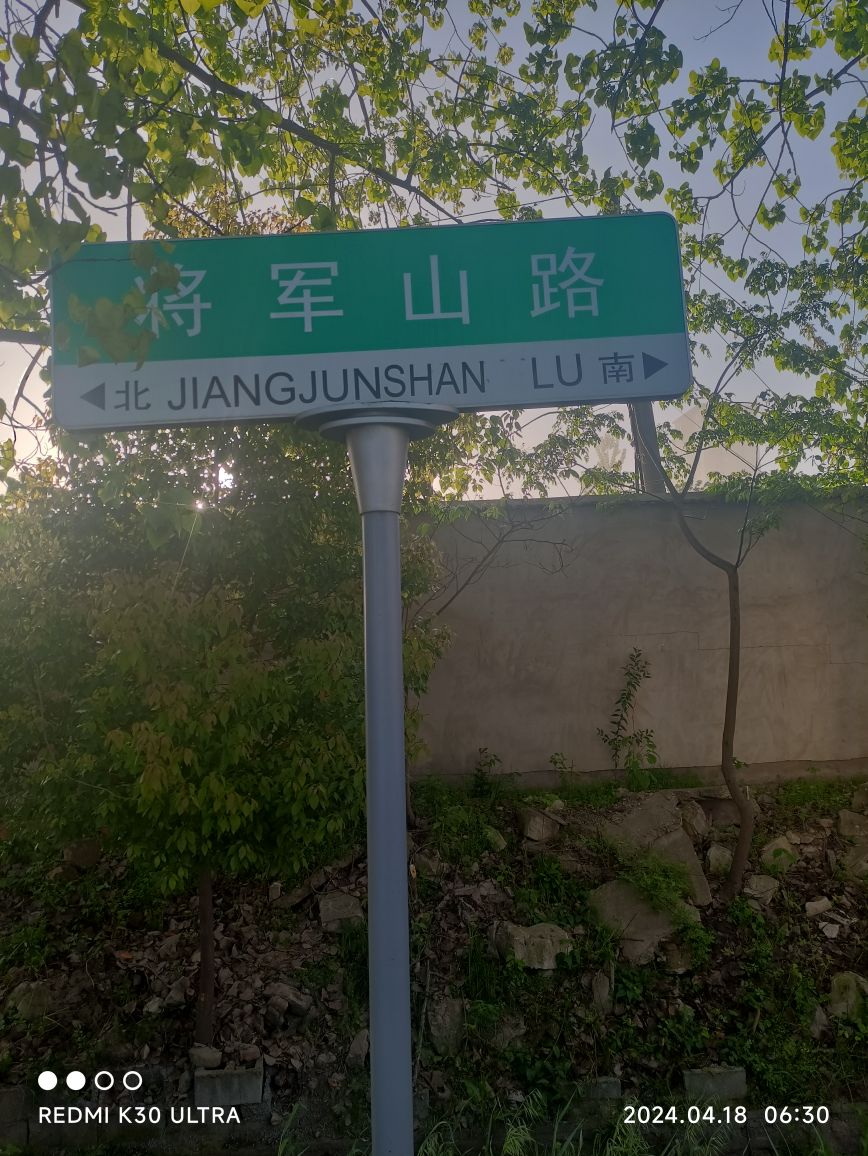 将军山路
北 JIANGJUNSHAN LU 南
REDMI K30 ULTRA
2024.04.18 06:30